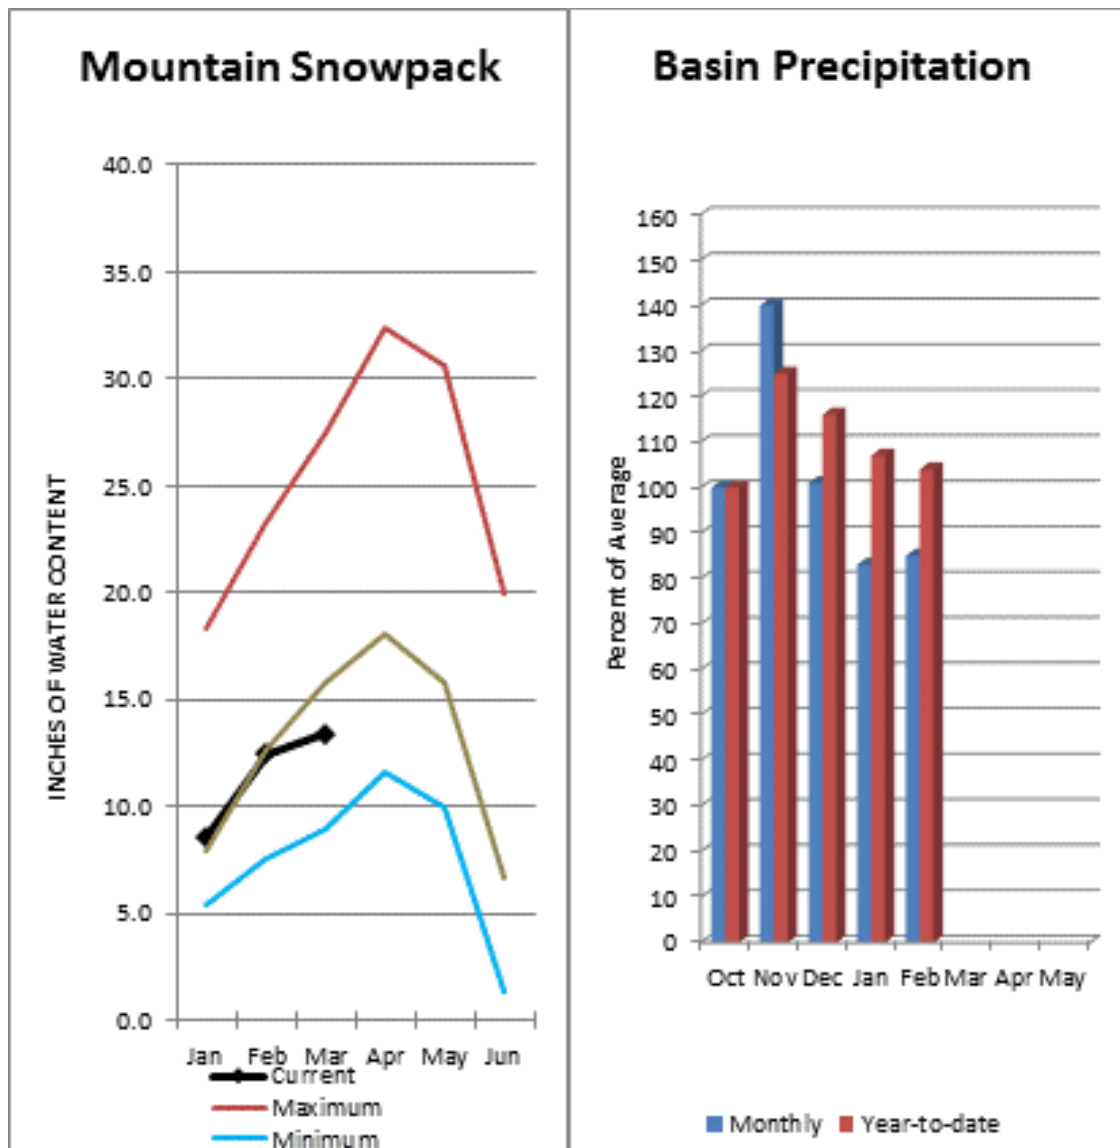 Mountain Snowpack
40.0
35.0
30.0
25.0
20.0
15.0
10.0
5.0
0.0
INCHES OF WATER CONTENT
Jan Feb Mar Apr May Jun
Current
Maximum
Minimum
Basin Precipitation
160
150
140
130
120
110
100
90
80
70
60
50
40
30
20
10
0
Percent of Average
Oct Nov Dec Jan Feb Mar Apr May
Monthly Year-to-date